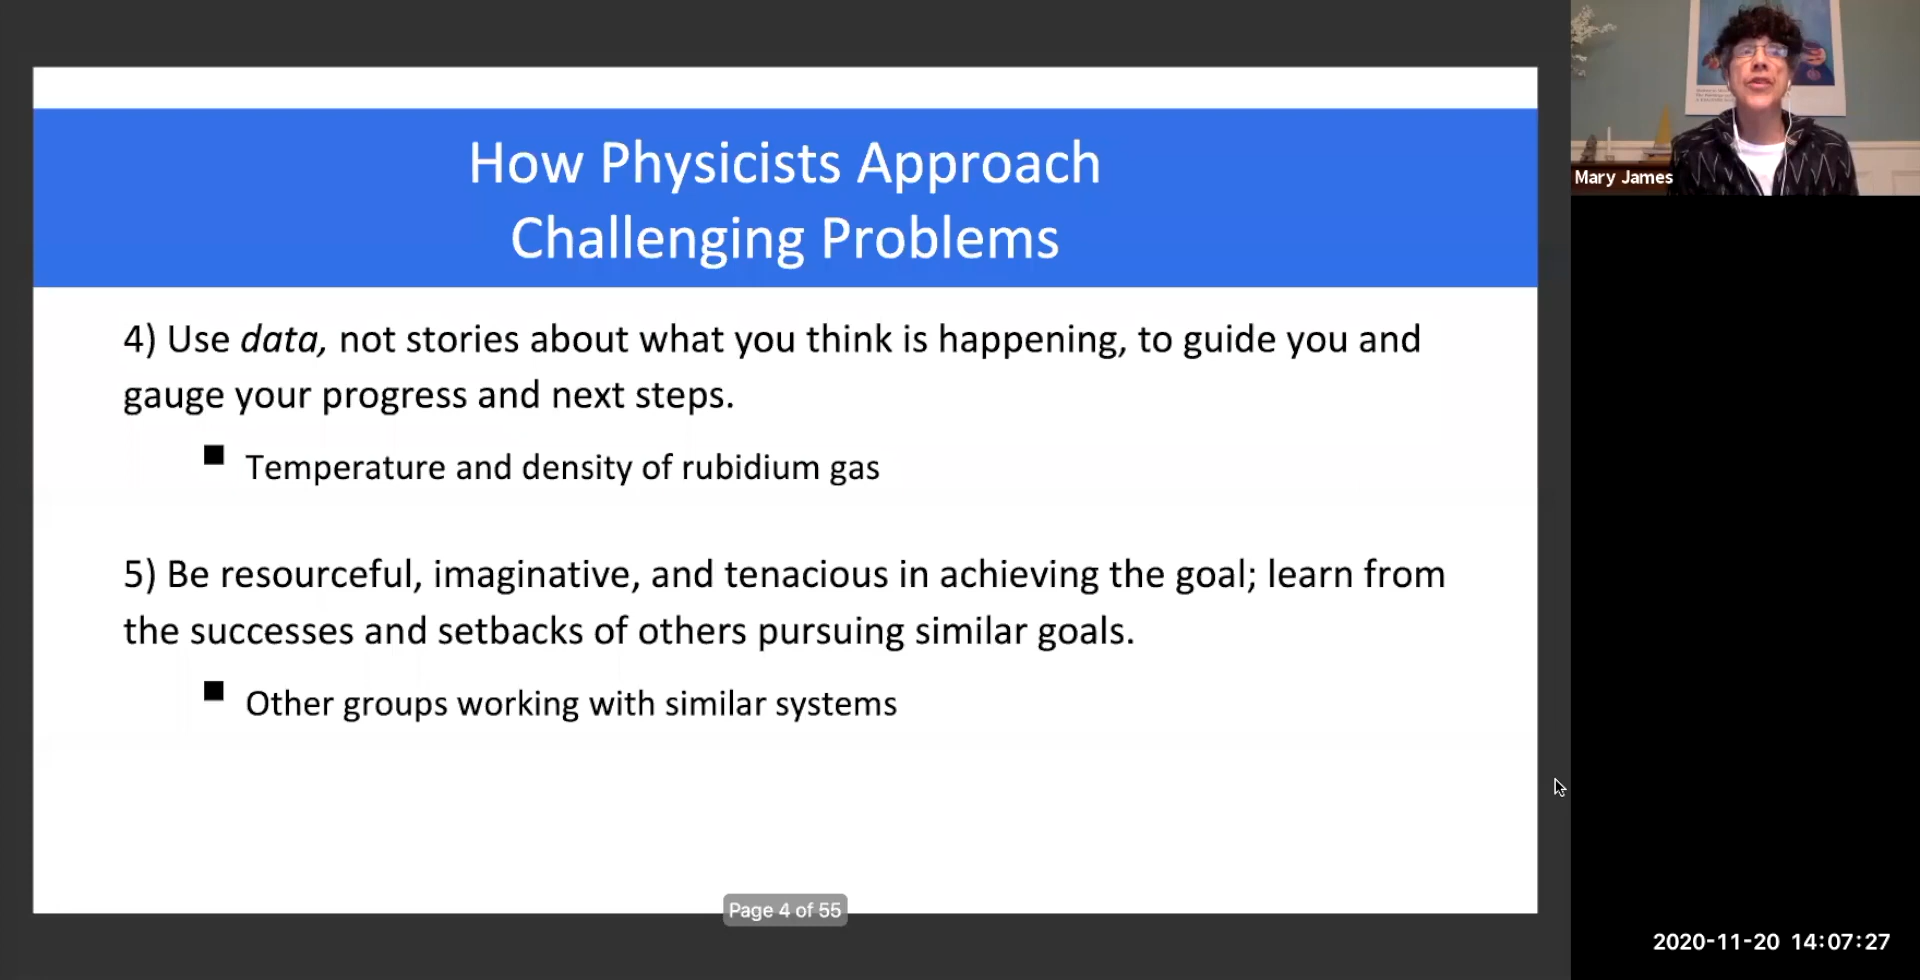 How Physicists Approach
Challenging Problems
4) Use data, not stories about what you think is happening, to guide you and
gauge your progress and next steps.
■ Temperature and density of rubidium gas
5) Be resourceful, imaginative, and tenacious in achieving the goal; learn from
the successes and setbacks of others pursuing similar goals.
■ Other groups working with similar systems
Page 4 of 55
Mary James
2020-11-20 14:07:27